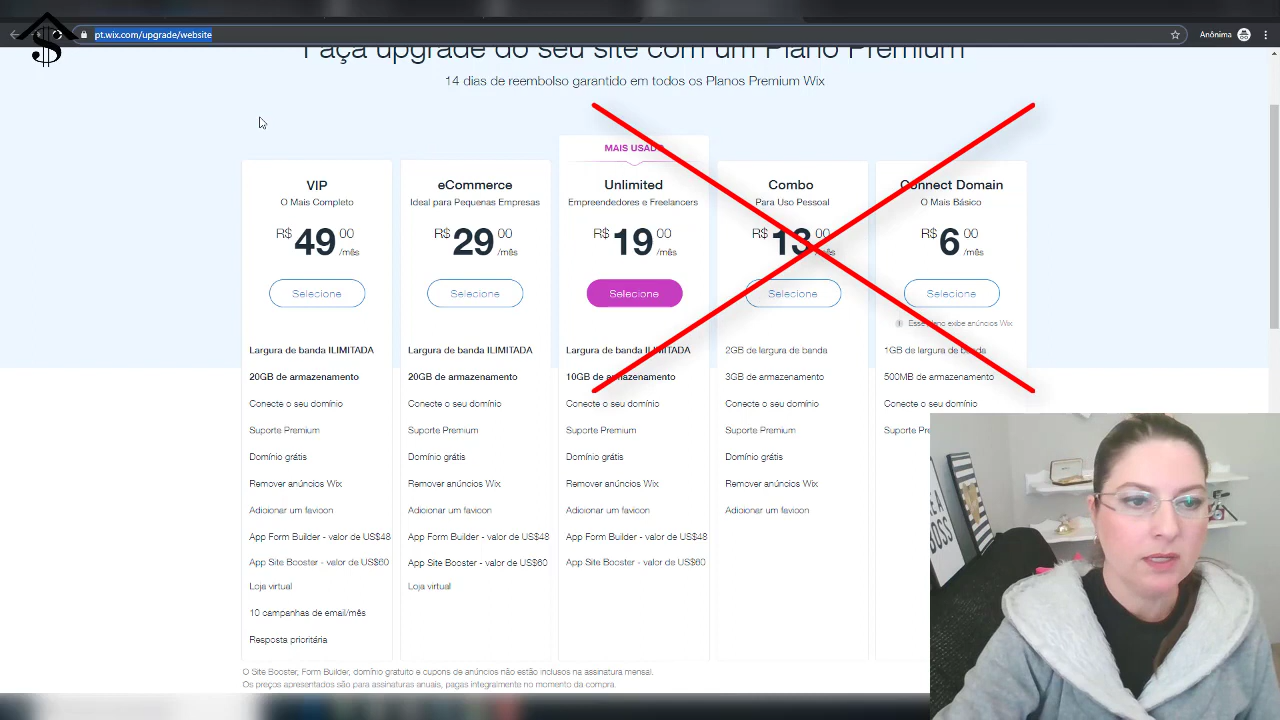 pt.wix.com/upgrade/website
Anônima
$
Faça upgrade do seu site com um Plano Premium
14 dias de reembolso garantido em todos os Planos Premium Wix
VIP
O Mais Completo
R$ 49 00 /mês
Selecione
Largura de banda ILIMITADA
20GB de armazenamento
Conecte o seu domínio
Suporte Premium
Domínio grátis
Remover anúncios Wix
Adicionar um favicon
App Form Builder - valor de US$48
App Site Booster - valor de US$60
Loja virtual
10 campanhas de email/mês
Resposta prioritária
eCommerce
Ideal para Pequenas Empresas
R$ 29 00 /mês
Selecione
Largura de banda ILIMITADA
20GB de armazenamento
Conecte o seu domínio
Suporte Premium
Domínio grátis
Remover anúncios Wix
Adicionar um favicon
App Form Builder - valor de US$48
App Site Booster - valor de US$60
Loja virtual
MAIS USADO
Unlimited
Empreendedores e Freelancers
R$ 19 00 /mês
Selecione
Largura de banda ILIMITADA
10GB de armazenamento
Conecte o seu domínio
Suporte Premium
Domínio grátis
Remover anúncios Wix
Adicionar um favicon
App Form Builder - valor de US$48
App Site Booster - valor de US$60
Combo
Para Uso Pessoal
R$ 13 00 /mês
Selecione
2GB de largura de banda
3GB de armazenamento
Conecte o seu domínio
Suporte Premium
Domínio grátis
Remover anúncios Wix
Adicionar um favicon
Connect Domain
O Mais Básico
R$ 6 00 /mês
Selecione
Esse plano exibe anúncios Wix
1GB de largura de banda
500MB de armazenamento
Conecte o seu domínio
Suporte Pre
O Site Booster, Form Builder, domínio gratuito e cupons de anúncios não estão inclusos na assinatura mensal.
Os preços apresentados são para assinaturas anuais, pagas integralmente no momento da compra.
BOSS